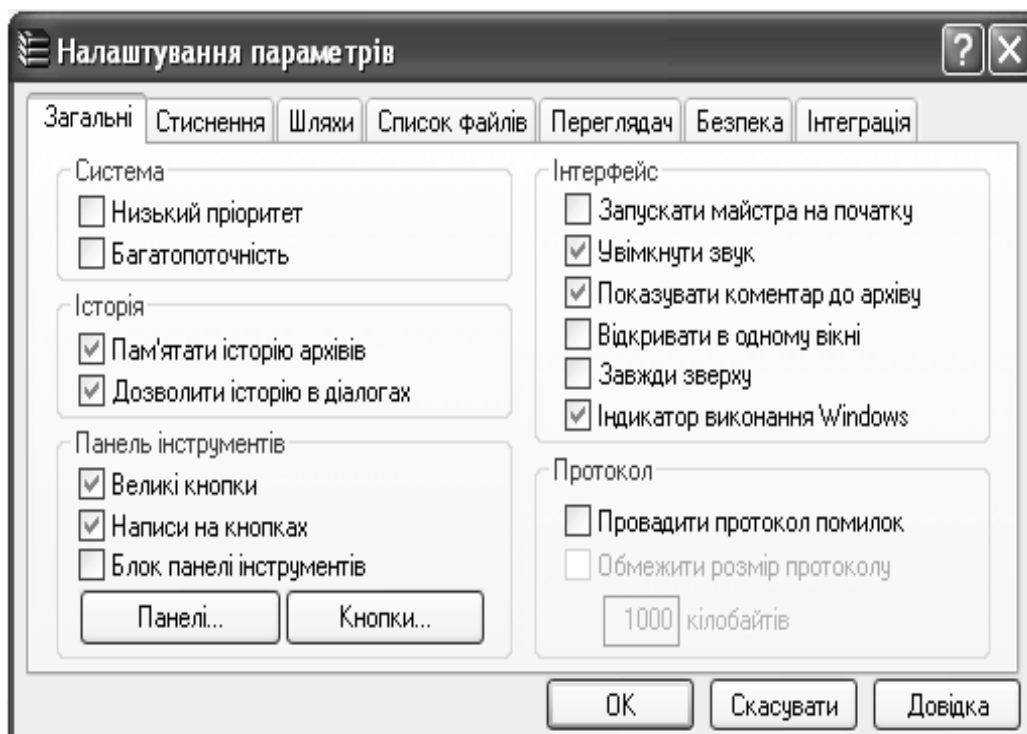 Налаштування параметрів
Загальні Стиснення Шляхи Список файлів Переглядач Безпека Інтеграція
Система
Низький пріоритет
Багатопоточність
Історія
Пам'ятати історію архівів
Дозволити історію в діалогах
Панель інструментів
Великі кнопки
Написи на кнопках
Блок панелі інструментів
Панелі... Кнопки...
Інтерфейс
Запускати майстра на початку
Увімкнути звук
Показувати коментар до архіву
Відкривати в одному вікні
Завжди зверху
Індикатор виконання Windows
Протокол
Провадити протокол помилок
Обмежити розмір протоколу
1000 кілобайтів
OK Скасувати Довідка